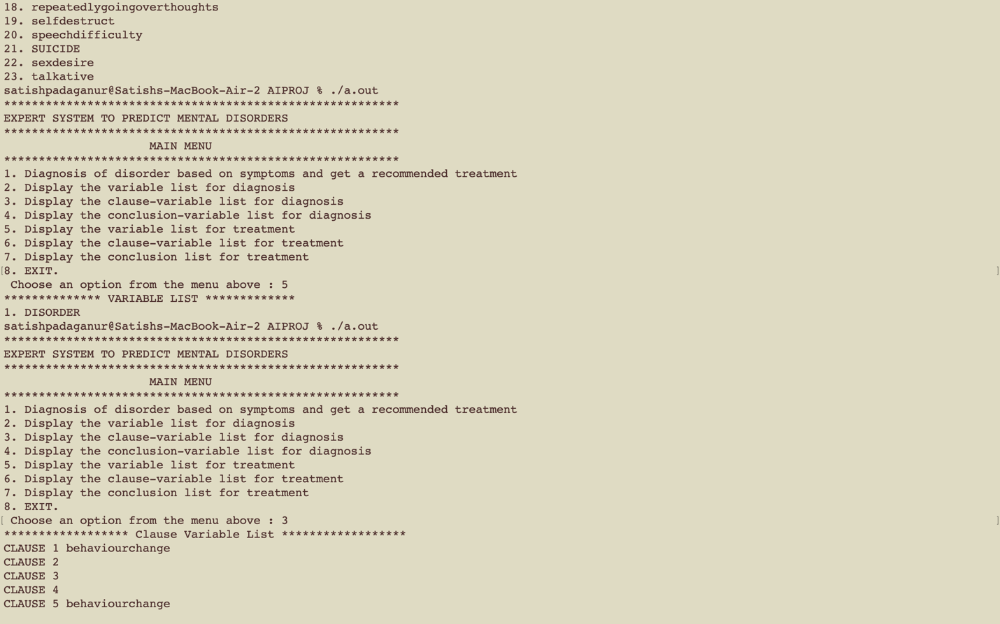 18. repeatedlygoingoverthoughts
19. selfdestruct
20. speechdifficulty
21. SUICIDE
22. sexdesire
23. talkative
satishpadaganur@Satishs-MacBook-Air-2 AIPROJ % ./a.out
*********************************************************
EXPERT SYSTEM TO PREDICT MENTAL DISORDERS
*********************************************************
                     MAIN MENU
*********************************************************
1. Diagnosis of disorder based on symptoms and get a recommended treatment
2. Display the variable list for diagnosis
3. Display the clause-variable list for diagnosis
4. Display the conclusion-variable list for diagnosis
5. Display the variable list for treatment
6. Display the clause-variable list for treatment
7. Display the conclusion list for treatment
[8. EXIT. ]
 Choose an option from the menu above : 5
************** VARIABLE LIST *************
1. DISORDER
satishpadaganur@Satishs-MacBook-Air-2 AIPROJ % ./a.out
*********************************************************
EXPERT SYSTEM TO PREDICT MENTAL DISORDERS
*********************************************************
                     MAIN MENU
*********************************************************
1. Diagnosis of disorder based on symptoms and get a recommended treatment
2. Display the variable list for diagnosis
3. Display the clause-variable list for diagnosis
4. Display the conclusion-variable list for diagnosis
5. Display the variable list for treatment
6. Display the clause-variable list for treatment
7. Display the conclusion list for treatment
8. EXIT.
[ Choose an option from the menu above : 3 ]
****************** Clause Variable List ******************
CLAUSE 1 behaviourchange
CLAUSE 2
CLAUSE 3
CLAUSE 4
CLAUSE 5 behaviourchange